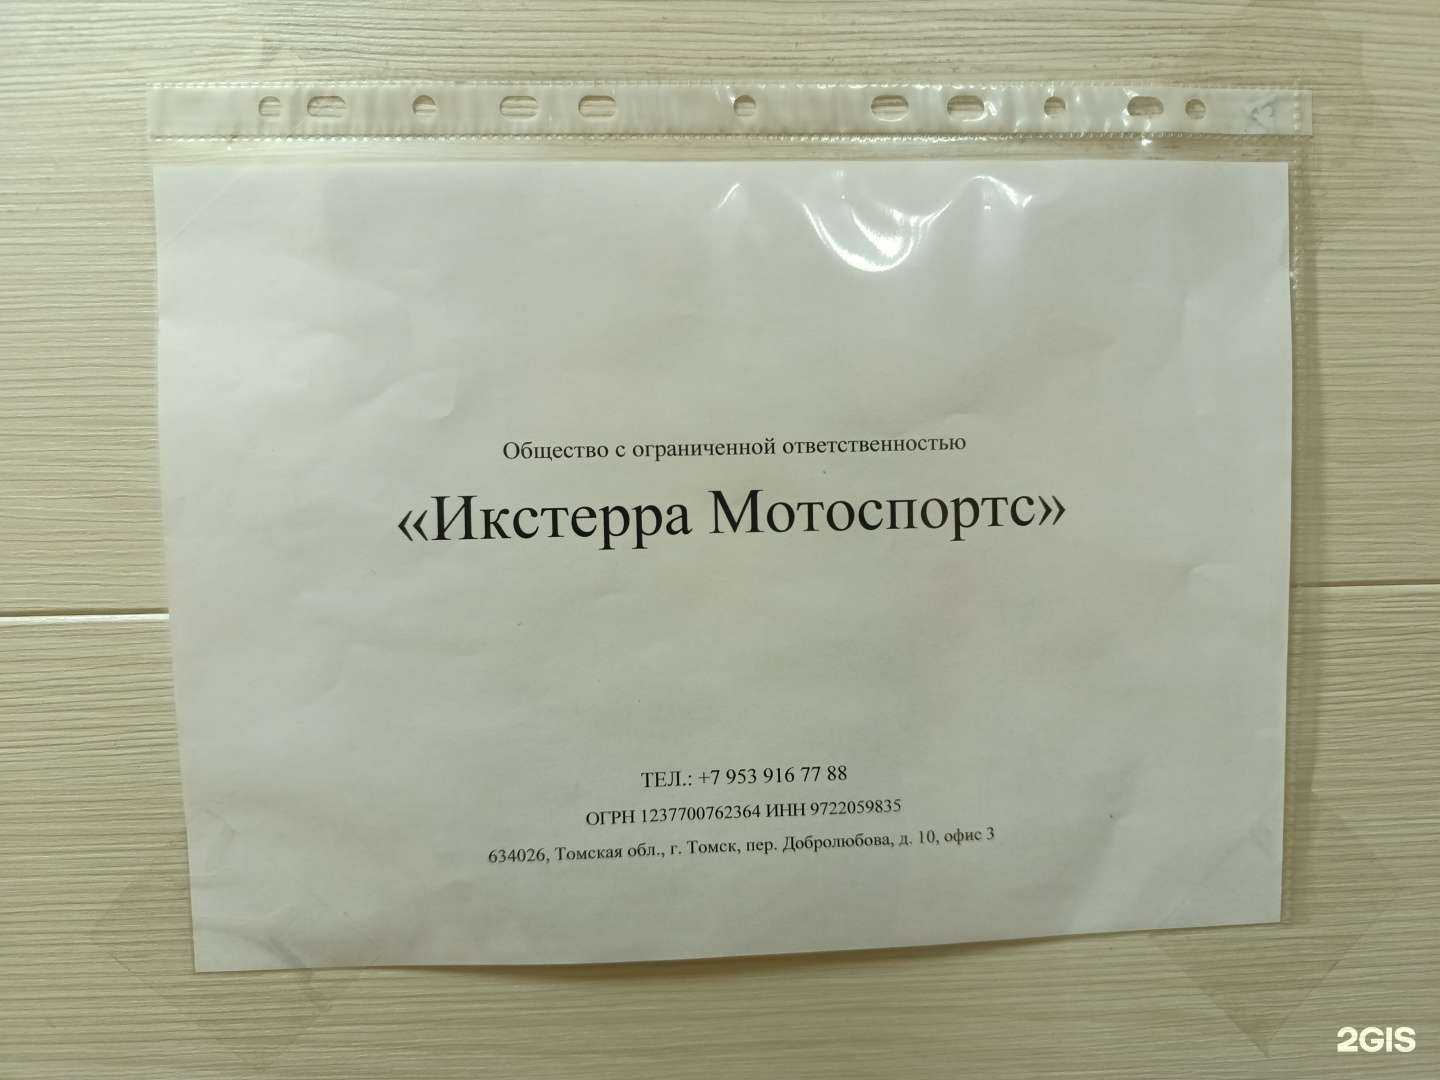 Общество с ограниченной ответственностью
«Икстерра Мотоспортс»
ТЕЛ.: +7 953 916 77 88
ОГРН 1237700762364 ИНН 9722059835
634026, Томская обл., г. Томск, пер. Добролюбова, д. 10, офис 3
2GIS